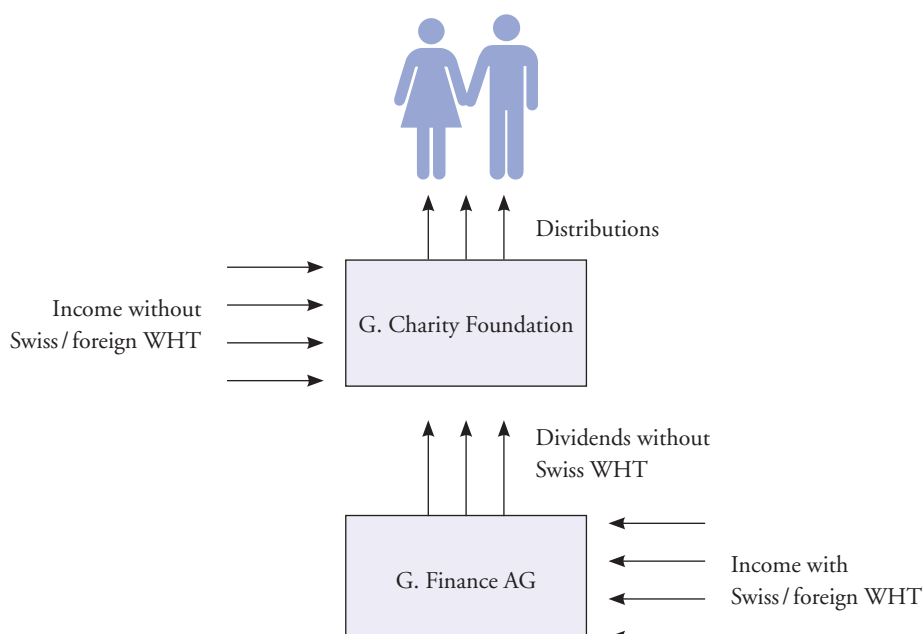 Distributions
Income without
Swiss / foreign WHT
G. Charity Foundation
Dividends without
Swiss WHT
G. Finance AG
Income with
Swiss / foreign WHT